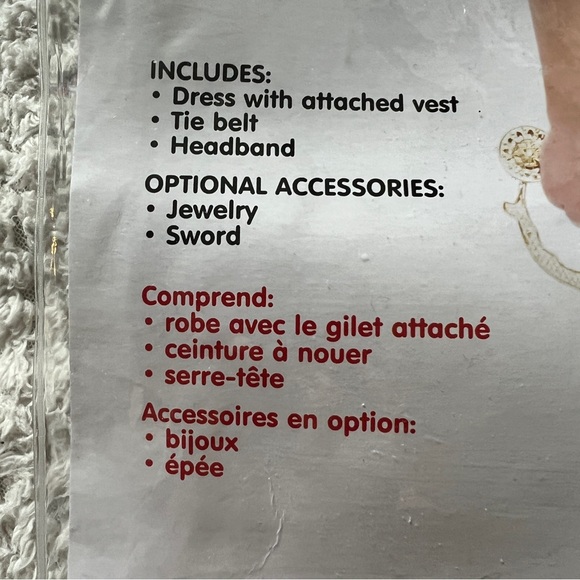 INCLUDES:
• Dress with attached vest
• Tie belt
• Headband
OPTIONAL ACCESSORIES:
• Jewelry
• Sword
Comprend:
• robe avec le gilet attaché
• ceinture à nouer
• serre-tête
Accessoires en option:
• bijoux
• épée